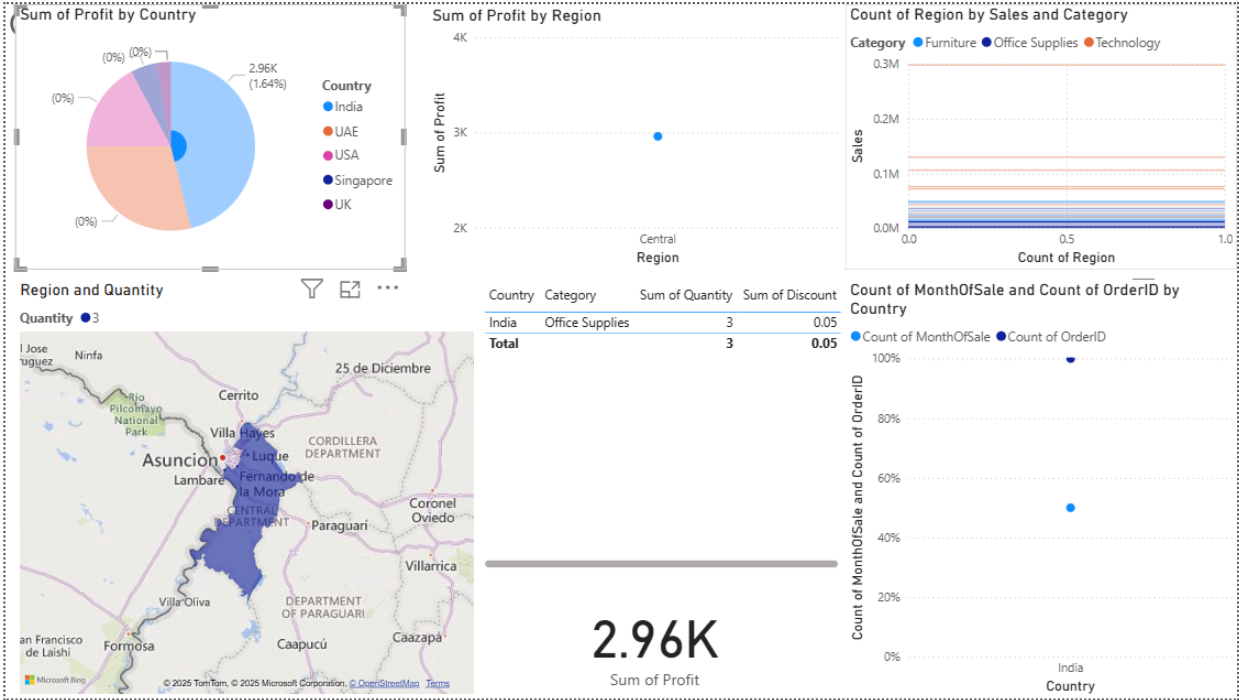 Sum of Profit by Country
(0%)
(0%)
2.96K
(1.64%)
(0%)
(0%)
Country
India
UAE
USA
Singapore
UK
Sum of Profit by Region
4K
3K
2K
Sum of Profit
Central
Region
Count of Region by Sales and Category
Category Furniture Office Supplies Technology
0.3M
0.2M
0.1M
0.0M
Sales
0.0 0.5 1.0
Count of Region
Region and Quantity
Quantity 3
l Jose
ruguez
Ninfa
25 de Diciembre
Río
Pilcomayo
National
Park
Cerrito
Villa Hayes
CORDILLERA
DEPARTMENT
Asuncion
Luque
Lambaré
Fernando de
la Mora
CENTRAL
DEPARTMENT
Paraguarí
Coronel
Oviedo
Villarrica
Villa Oliva
DEPARTMENT
OF PARAGUARI
an Francisco
de Laishí
Formosa
Caapucú
Caazapá
Microsoft Bing
© 2025 TomTom, © 2025 Microsoft Corporation, © OpenStreetMap Terms
Country Category Sum of Quantity Sum of Discount
India Office Supplies 3 0.05
Total 3 0.05
2.96K
Sum of Profit
Count of MonthOfSale and Count of OrderID by
Country
Count of MonthOfSale Count of OrderID
100%
80%
60%
40%
20%
0%
Count of MonthOfSale and Count of OrderID
India
Country